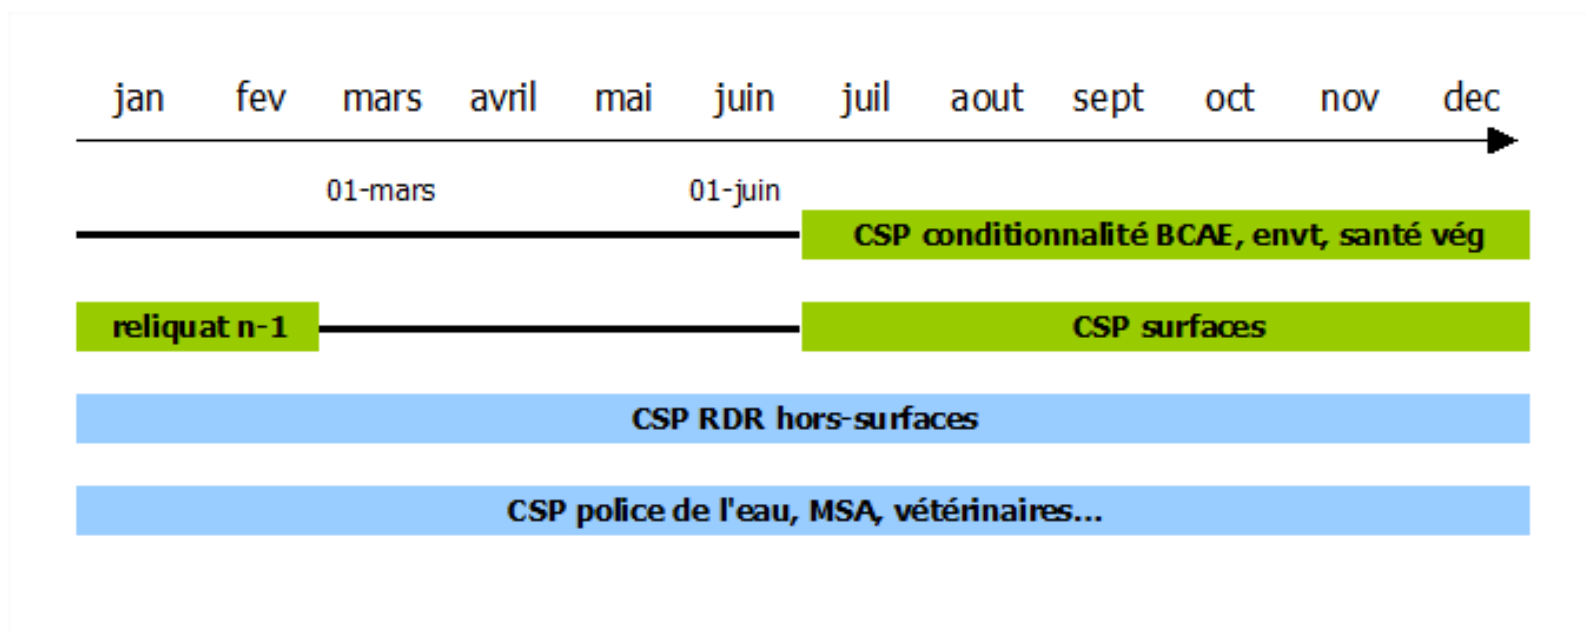 jan fev mars avril mai juin juil aout sept oct nov dec
01-mars 01-juin
CSP conditionnalité BCAE, envt, santé vég
reliquat n-1 CSP surfaces
CSP RDR hors-surfaces
CSP police de l'eau, MSA, vétérinaires...